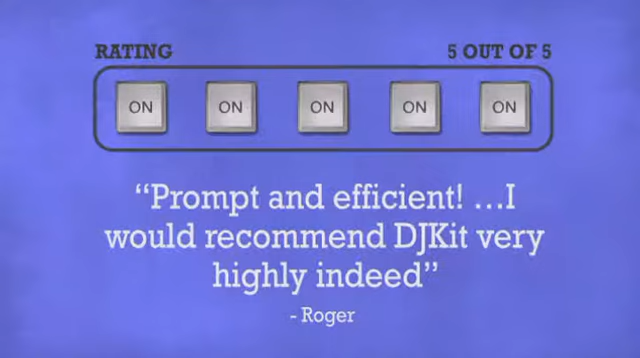 RATING 5 OUT OF 5
ON ON ON ON ON
“Prompt and efficient! …I
would recommend DJKit very
highly indeed”
- Roger